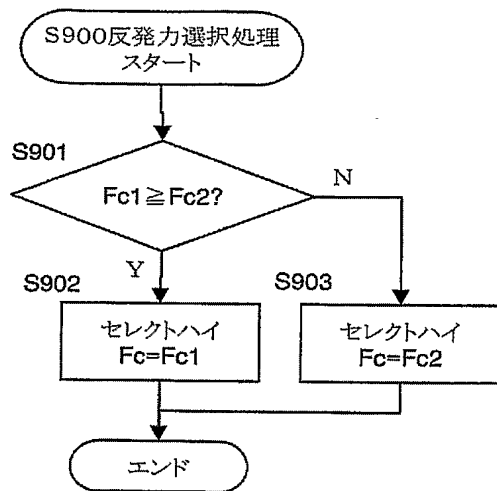 S900反発力選択処理
スタート
S901
Fc1≧Fc2?
N
Y
S902
セレクトハイ
Fc=Fc1
S903
セレクトハイ
Fc=Fc2
エンド